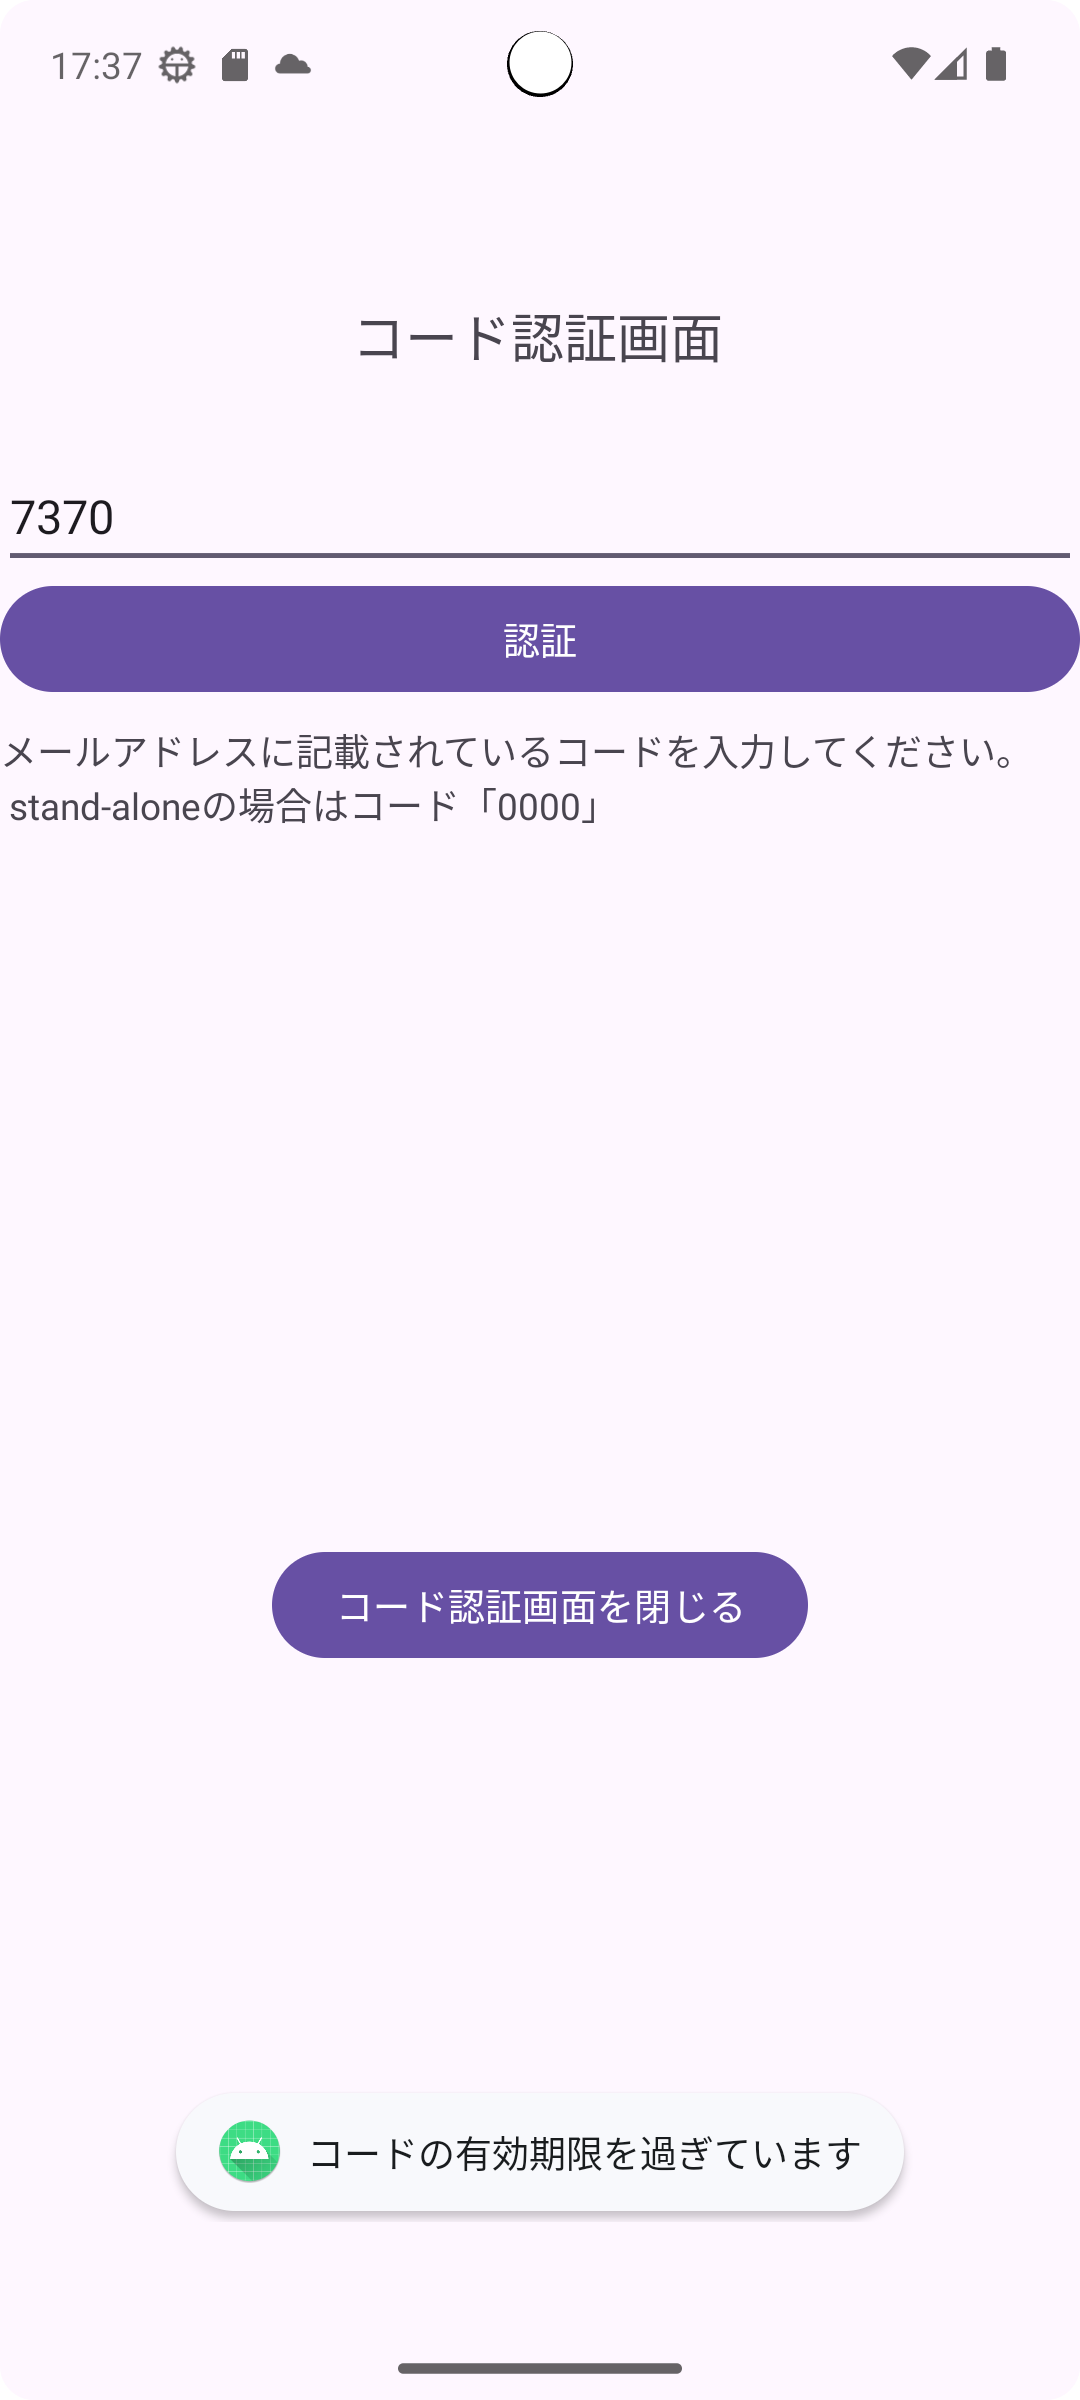 17:37
コード認証画面
7370
認証
メールアドレスに記載されているコードを入力してください。
stand-aloneの場合はコード「0000」
コード認証画面を閉じる
コードの有効期限を過ぎています